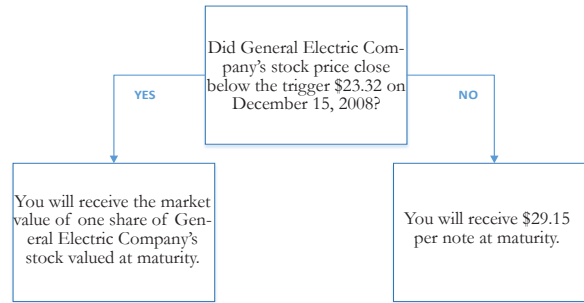 Did General Electric Com-
pany's stock price close
below the trigger $23.32 on
December 15, 2008?
YES
NO
You will receive the market
value of one share of Gen-
eral Electric Company's
stock valued at maturity.
You will receive $29.15
per note at maturity.